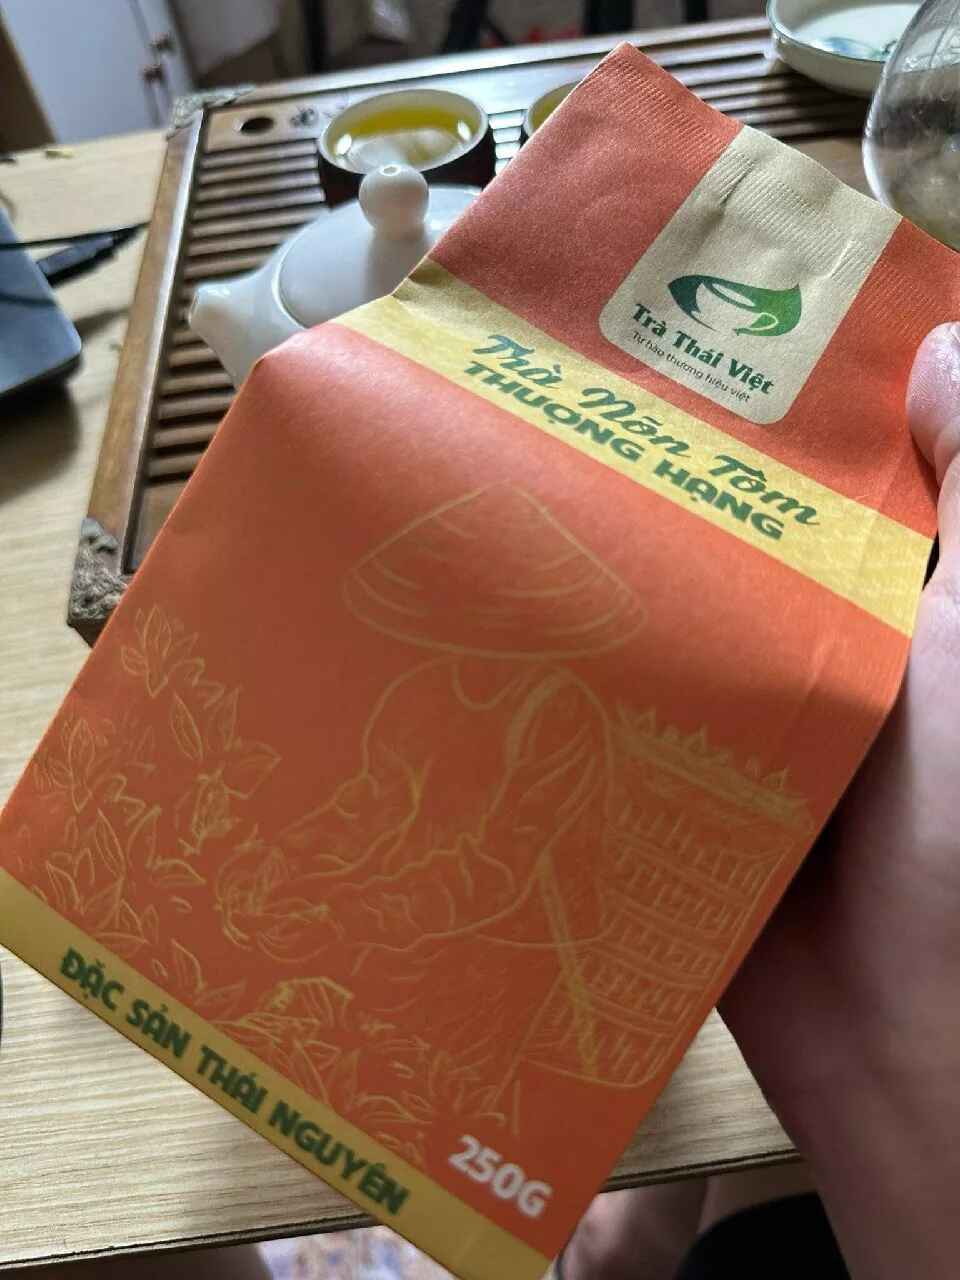 Trà Thái Việt
Tự hào thương hiệu việt
Trà Nõn Tôm
THƯỢNG HẠNG
ĐẶC SẢN THÁI NGUYÊN
250G